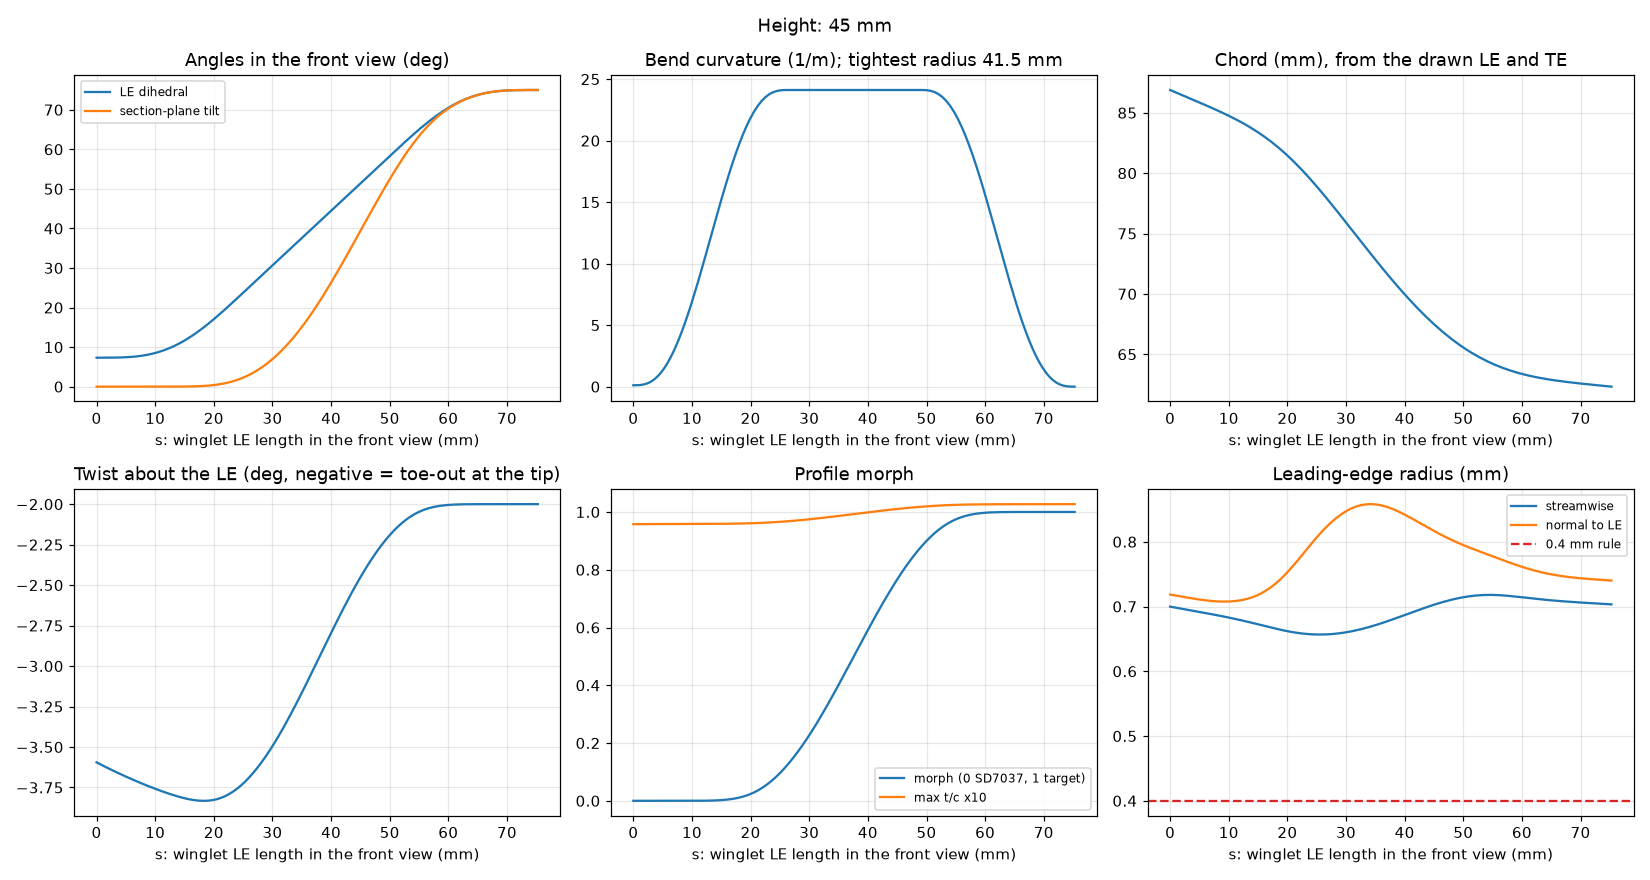 Height: 45 mm
Angles in the front view (deg)
LE dihedral
section-plane tilt
70
60
50
40
30
20
10
0
0 10 20 30 40 50 60 70
s: winglet LE length in the front view (mm)
Bend curvature (1/m); tightest radius 41.5 mm
25
20
15
10
5
0
0 10 20 30 40 50 60 70
s: winglet LE length in the front view (mm)
Chord (mm), from the drawn LE and TE
85
80
75
70
65
0 10 20 30 40 50 60 70
s: winglet LE length in the front view (mm)
Twist about the LE (deg, negative = toe-out at the tip)
−2.00
−2.25
−2.50
−2.75
−3.00
−3.25
−3.50
−3.75
0 10 20 30 40 50 60 70
s: winglet LE length in the front view (mm)
Profile morph
1.0
0.8
0.6
0.4
0.2
0.0
morph (0 SD7037, 1 target)
max t/c x10
0 10 20 30 40 50 60 70
s: winglet LE length in the front view (mm)
Leading-edge radius (mm)
streamwise
normal to LE
0.4 mm rule
0.8
0.7
0.6
0.5
0.4
0 10 20 30 40 50 60 70
s: winglet LE length in the front view (mm)